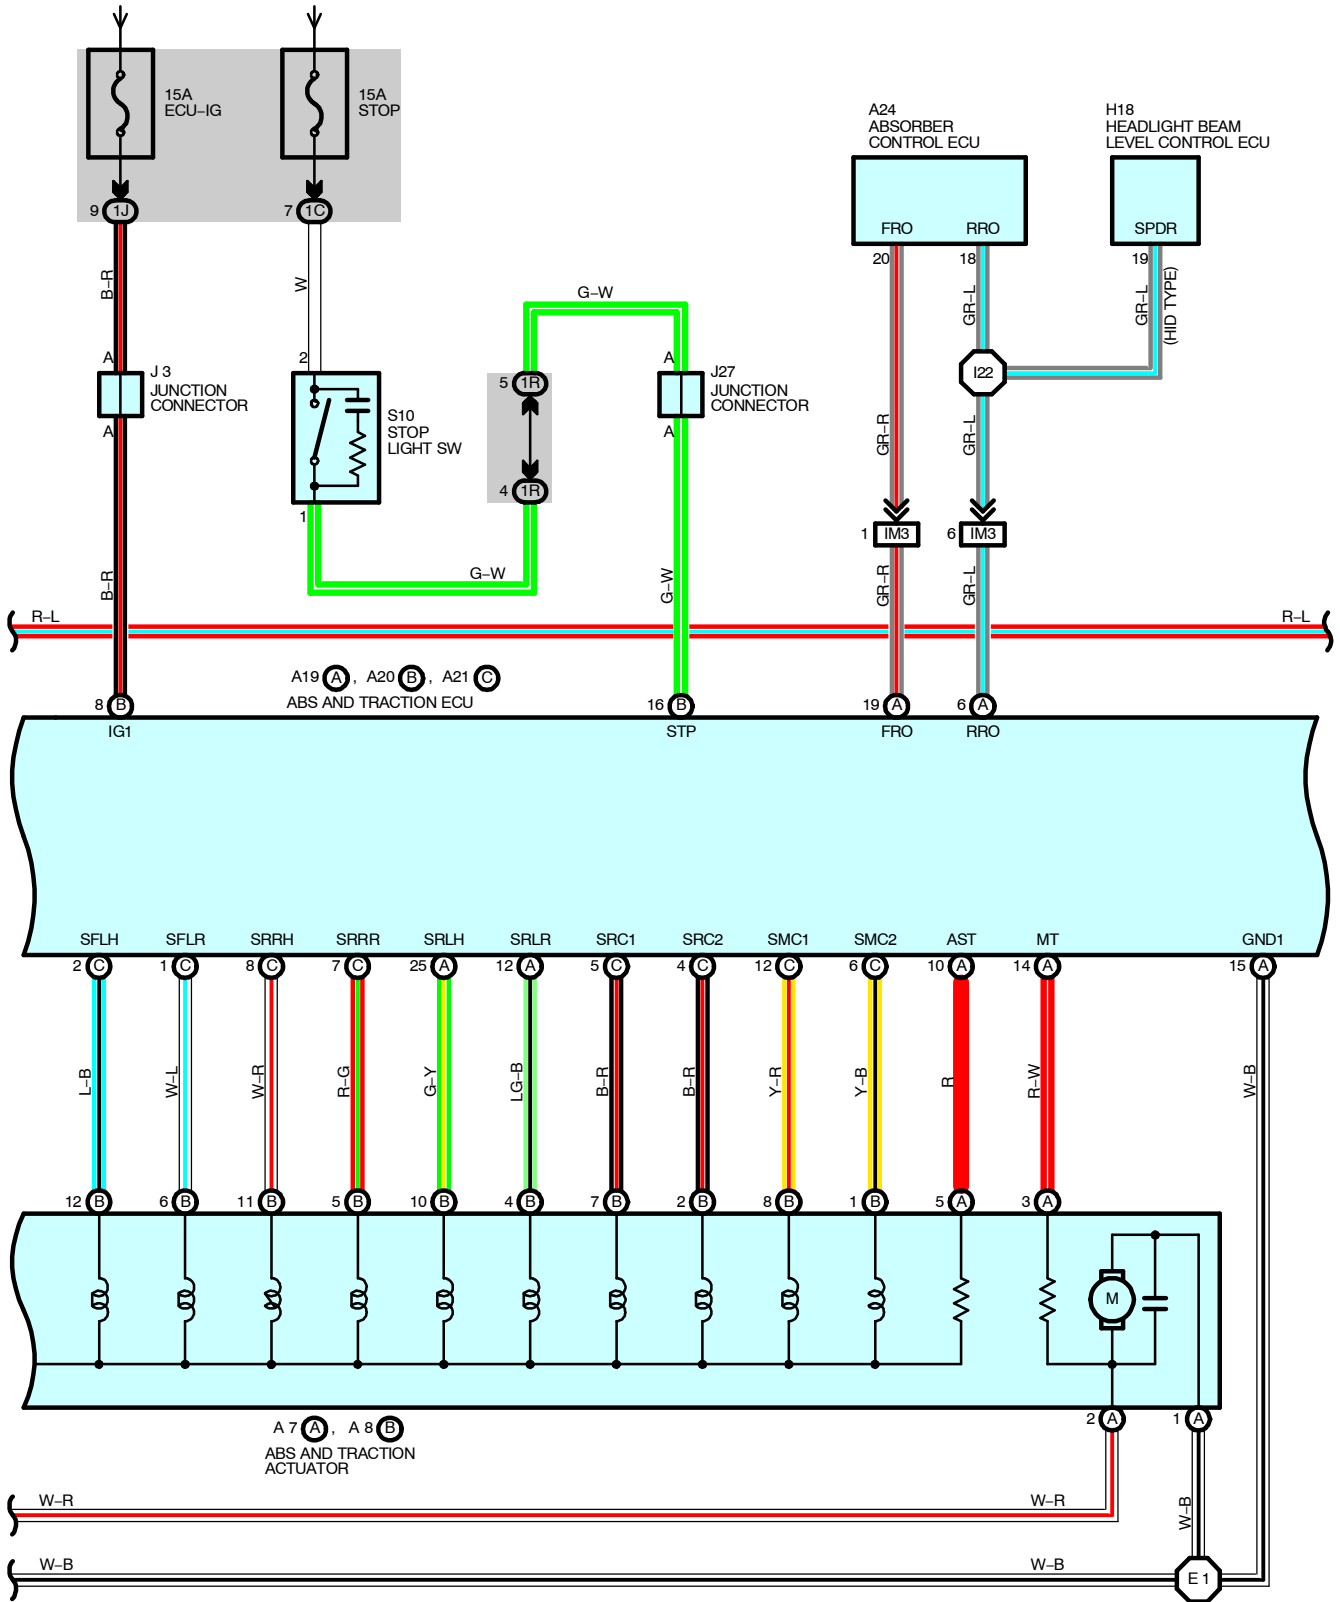 15A
ECU-IG
15A
STOP
9 1J
7 1C
A24
ABSORBER
CONTROL ECU
H18
HEADLIGHT BEAM
LEVEL CONTROL ECU
FRO
RRO
SPDR
20
18
19
B-R
W
G-W
GR-L
GR-L
(HID TYPE)
A
J 3
JUNCTION
CONNECTOR
A
2
S10
STOP
LIGHT SW
1
5 1R
4 1R
A
J27
JUNCTION
CONNECTOR
A
I22
GR-R
GR-L
1 IM3
6 IM3
B-R
G-W
G-W
GR-R
GR-L
R-L
R-L
A19 A , A20 B , A21 C
ABS AND TRACTION ECU
8 B
16 B
19 A
6 A
IG1
STP
FRO
RRO
SFLH
SFLR
SRRH
SRRR
SRLH
SRLR
SRC1
SRC2
SMC1
SMC2
AST
MT
GND1
2 C
1 C
8 C
7 C
25 A
12 A
5 C
4 C
12 C
6 C
10 A
14 A
15 A
L-B
W-L
W-R
R-G
G-Y
LG-B
B-R
B-R
Y-R
Y-B
R
R-W
W-B
12 B
6 B
11 B
5 B
10 B
4 B
7 B
2 B
8 B
1 B
5 A
3 A
M
A 7 A , A 8 B
ABS AND TRACTION
ACTUATOR
2 A
1 A
W-R
W-R
W-B
W-B
W-B
E 1